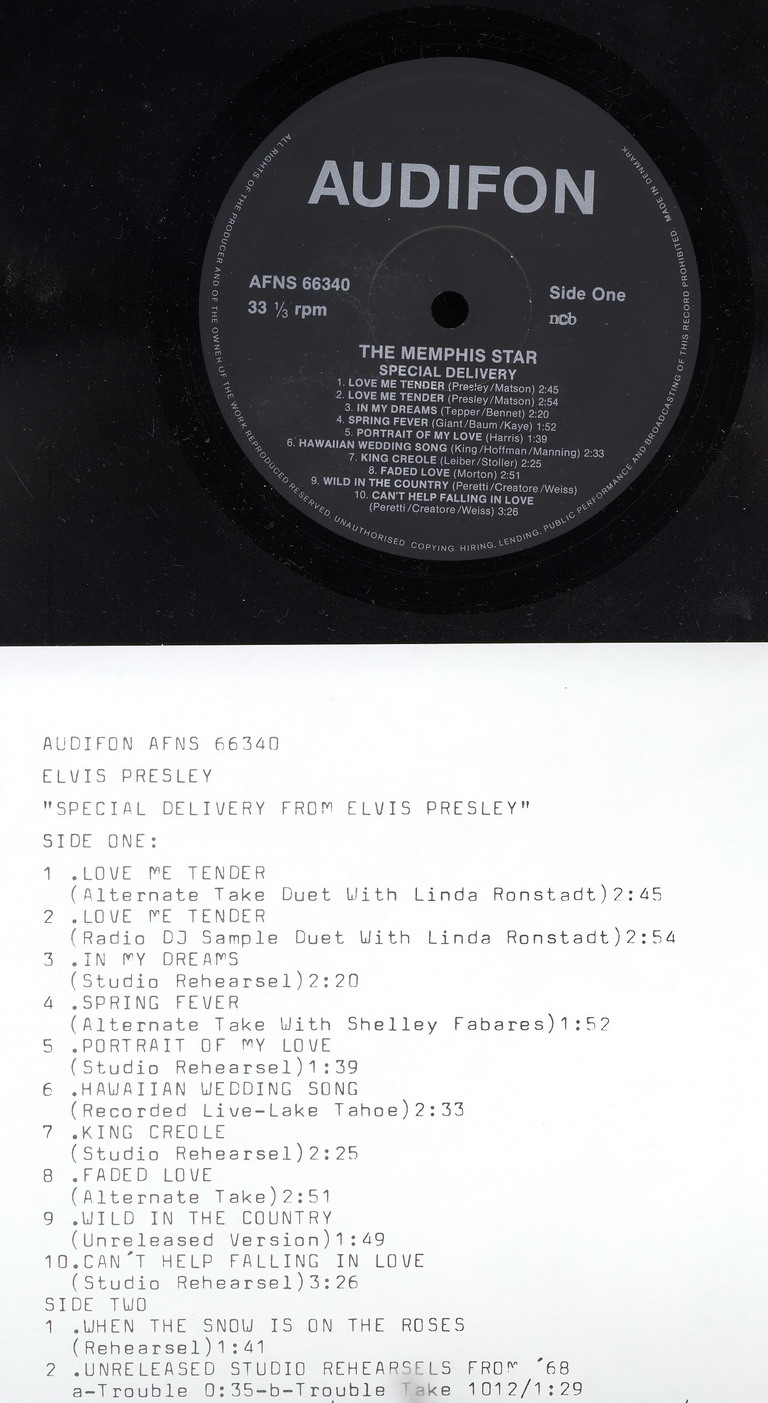 AUDIFON
ALL RIGHTS OF THE PRODUCER AND OF THE OWNER OF THE WORK REPRODUCED RESERVED. UNAUTHORISED COPYING, HIRING, LENDING, PUBLIC PERFORMANCE AND BROADCASTING OF THIS RECORD PROHIBITED. MADE IN DENMARK
AFNS 66340
33 ⅓ rpm
Side One
ncb
THE MEMPHIS STAR
SPECIAL DELIVERY
1. LOVE ME TENDER (Presley/Matson) 2:45
2. LOVE ME TENDER (Presley/Matson) 2:54
3. IN MY DREAMS (Tepper/Bennet) 2:20
4. SPRING FEVER (Giant/Baum/Kaye) 1:52
5. PORTRAIT OF MY LOVE (Harris) 1:39
6. HAWAIIAN WEDDING SONG (King/Hoffman/Manning) 2:33
7. KING CREOLE (Leiber/Stoller) 2:25
8. FADED LOVE (Morton) 2:51
9. WILD IN THE COUNTRY (Peretti/Creatore/Weiss)
10. CAN'T HELP FALLING IN LOVE
(Peretti/Creatore/Weiss) 3:26
AUDIFON AFNS 66340
ELVIS PRESLEY
"SPECIAL DELIVERY FROM ELVIS PRESLEY"
SIDE ONE:
1 .LOVE ME TENDER
(Alternate Take Duet With Linda Ronstadt)2:45
2 .LOVE ME TENDER
(Radio DJ Sample Duet With Linda Ronstadt)2:54
3 .IN MY DREAMS
(Studio Rehearsel)2:20
4 .SPRING FEVER
(Alternate Take With Shelley Fabares)1:52
5 .PORTRAIT OF MY LOVE
(Studio Rehearsel)1:39
6 .HAWAIIAN WEDDING SONG
(Recorded Live-Lake Tahoe)2:33
7 .KING CREOLE
(Studio Rehearsel)2:25
8 .FADED LOVE
(Alternate Take)2:51
9 .WILD IN THE COUNTRY
(Unreleased Version)1:49
10.CAN´T HELP FALLING IN LOVE
(Studio Rehearsel)3:26
SIDE TWO
1 .WHEN THE SNOW IS ON THE ROSES
(Rehearsel)1:41
2 .UNRELEASED STUDIO REHEARSELS FROM ´68
a-Trouble 0:35-b-Trouble Take 1012/1:29